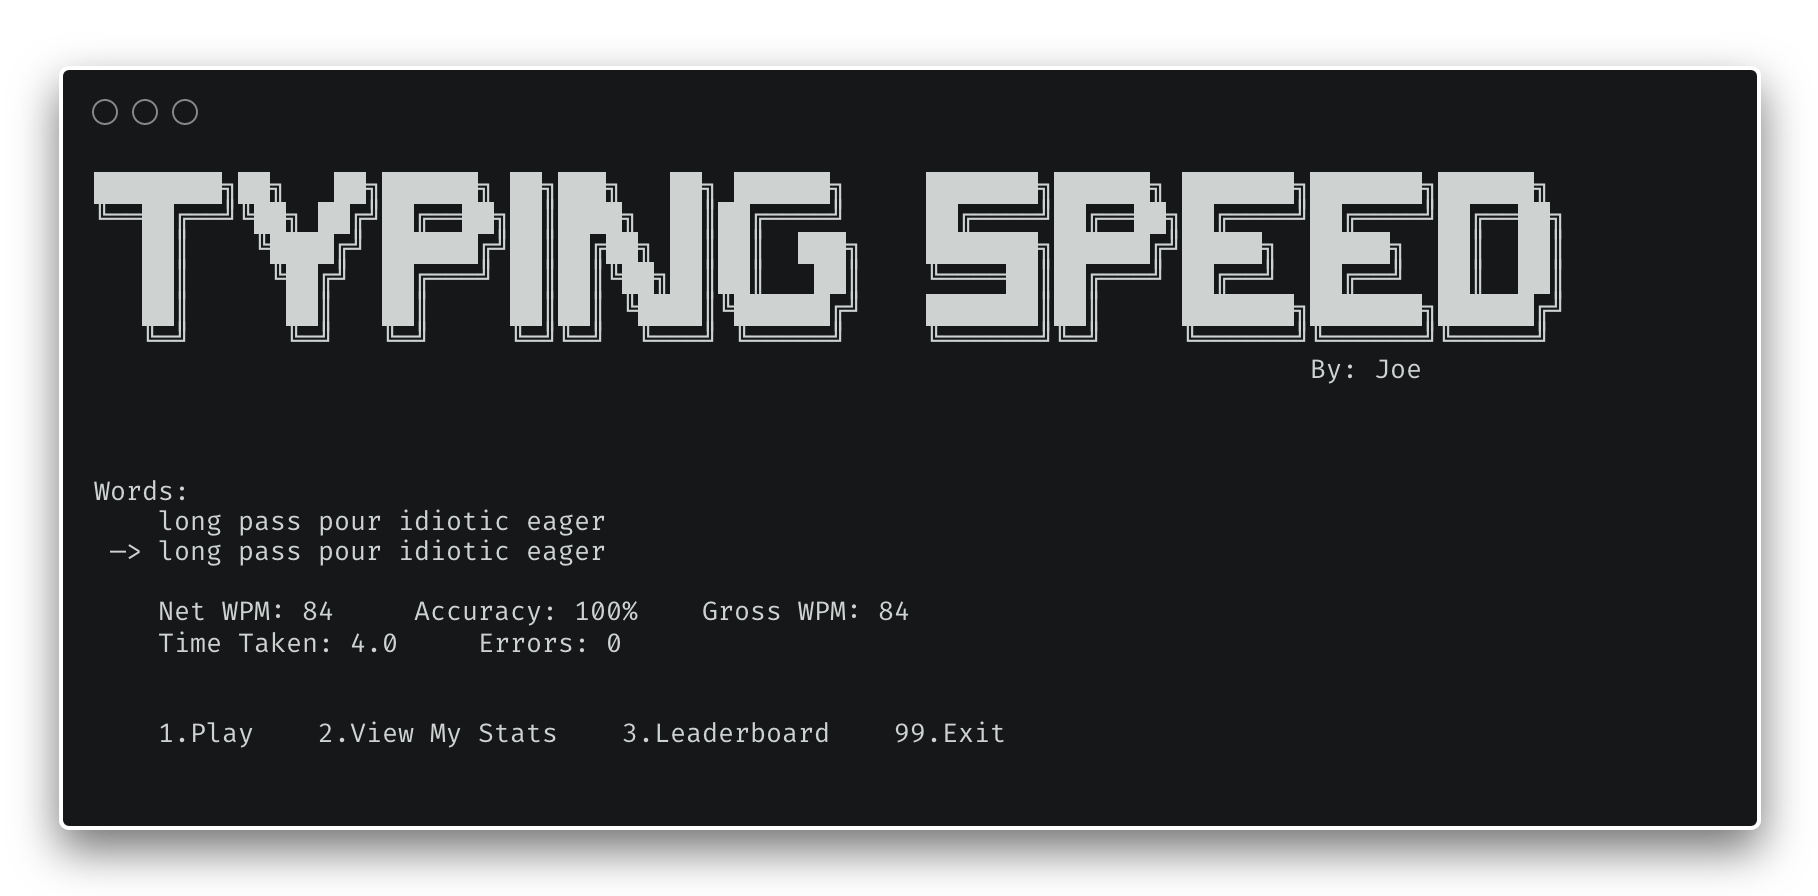 TYPING SPEED
By: Joe
Words:
long pass pour idiotic eager
—> long pass pour idiotic eager
Net WPM: 84 Accuracy: 100% Gross WPM: 84
Time Taken: 4.0 Errors: 0
1.Play 2.View My Stats 3.Leaderboard 99.Exit